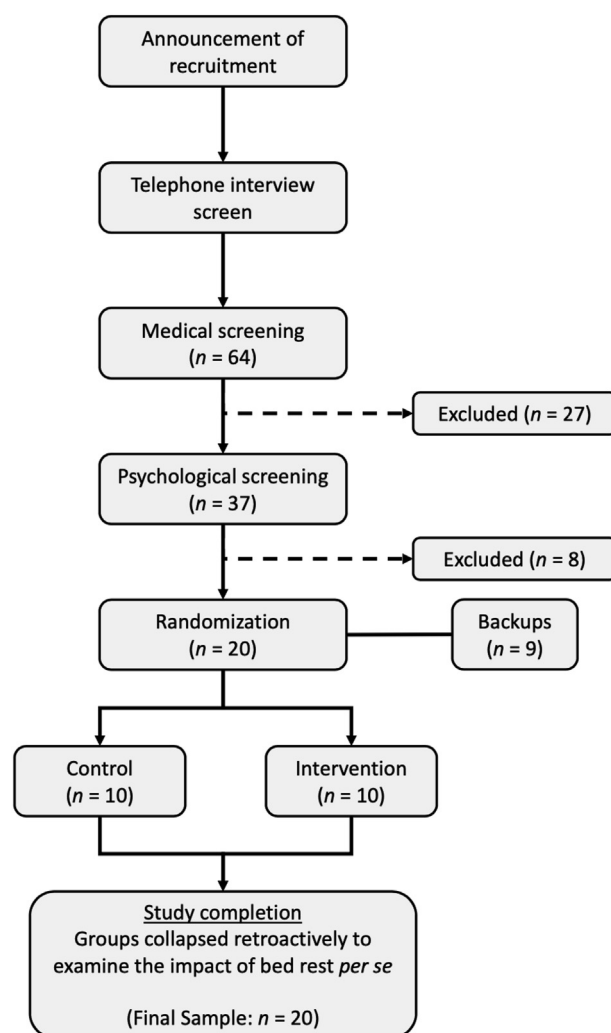 Announcement of
recruitment
Telephone interview
screen
Medical screening
(n = 64)
Excluded (n = 27)
Psychological screening
(n = 37)
Excluded (n = 8)
Randomization
(n = 20)
Backups
(n = 9)
Control
(n = 10)
Intervention
(n = 10)
Study completion
Groups collapsed retroactively to
examine the impact of bed rest per se
(Final Sample: n = 20)